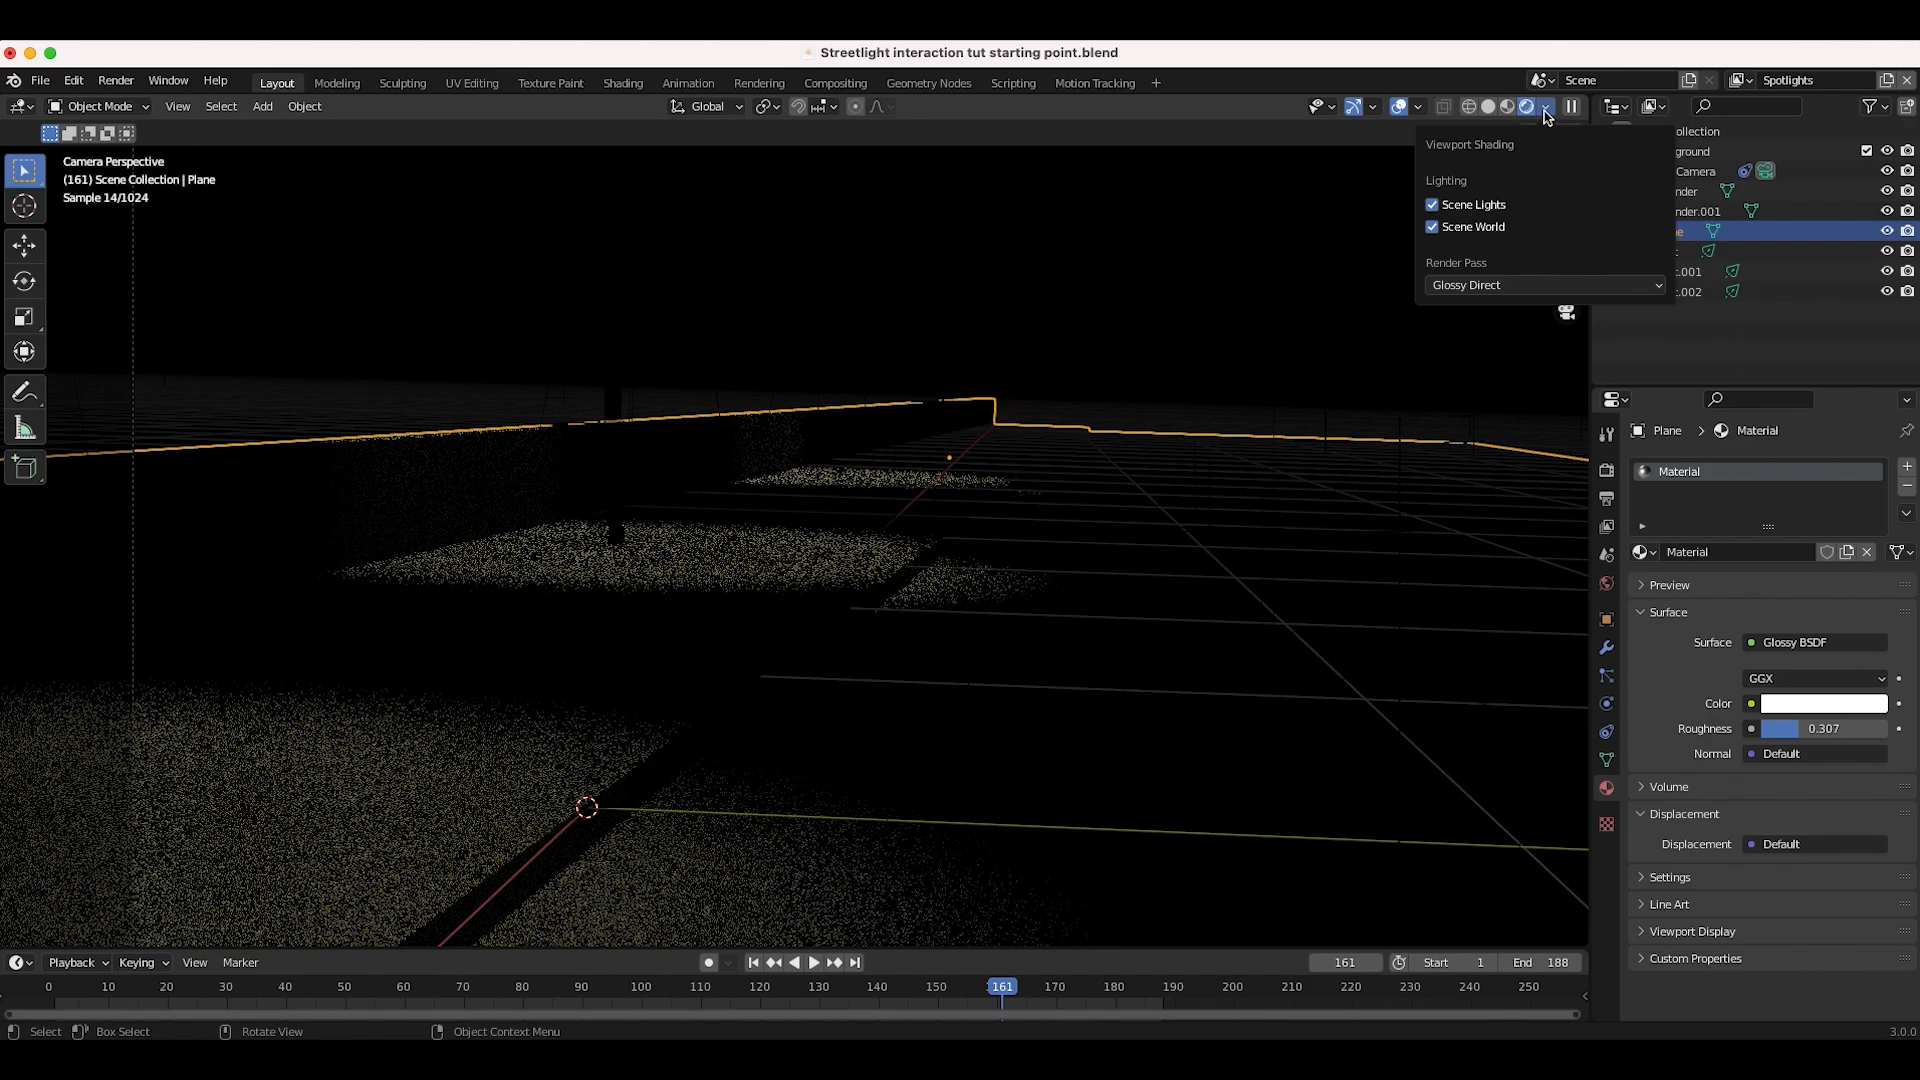 Streetlight interaction tut starting point.blend
File Edit Render Window Help Layout Modeling Sculpting UV Editing Texture Paint Shading Animation Rendering Compositing Geometry Nodes Scripting Motion Tracking + Scene Spotlights
Object Mode View Select Add Object Global
Camera Perspective
(161) Scene Collection | Plane
Sample 14/1024
Viewport Shading
Lighting
Scene Lights
Scene World
Render Pass
Glossy Direct
ollection
ground
Camera
nder
nder.001
e
.001
.002
Plane > Material
Material
Material
Preview
Surface
Surface Glossy BSDF
GGX
Color
Roughness 0.307
Normal Default
Volume
Displacement
Displacement Default
Settings
Line Art
Viewport Display
Custom Properties
Playback Keying View Marker 161 Start 1 End 188
0 10 20 30 40 50 60 70 80 90 100 110 120 130 140 150 161 170 180 190 200 210 220 230 240 250
Select Box Select Rotate View Object Context Menu 3.0.0